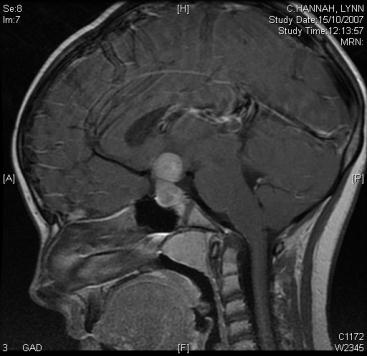 Se:8
Im:7
[H]
C.HANNAH, LYNN
Study Date:15/10/2007
Study Time:12:13:57
MRN:
[A]
[P]
3 GAD
[F]
C1172
W2345